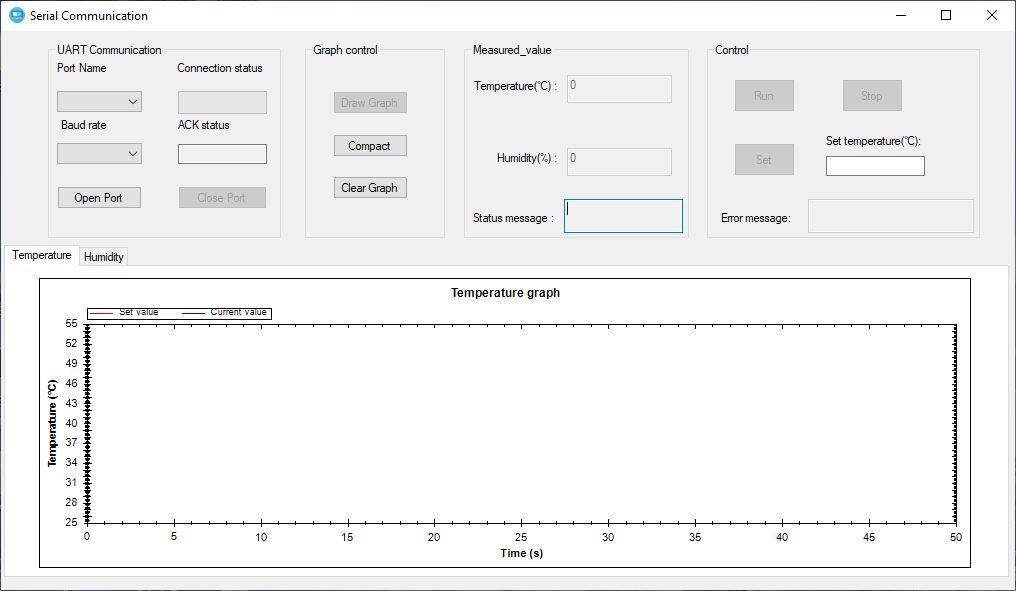 Serial Communication
UART Communication
Port Name
Connection status
Baud rate
ACK status
Open Port
Close Port
Graph control
Draw Graph
Compact
Clear Graph
Measured_value
Temperature(°C) :
0
Humidity(%) :
0
Status message :
Control
Run
Stop
Set
Set temperature(°C):
Error message:
Temperature
Humidity
Temperature graph
Set value
Current value
55
52
49
46
43
40
37
34
31
28
25
Temperature (°C)
0 5 10 15 20 25 30 35 40 45 50
Time (s)